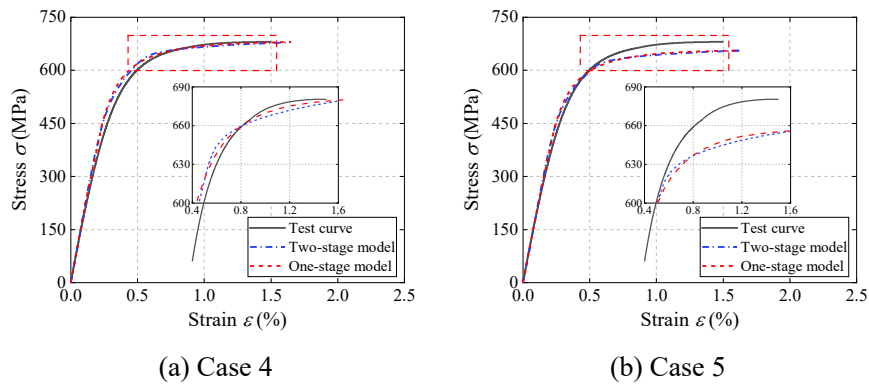 750
600
450
300
150
0
Stress σ (MPa)
690
660
630
600
0.4 0.8 1.2 1.6
Test curve
Two-stage model
One-stage model
0.0 0.5 1.0 1.5 2.0 2.5
Strain ε (%)
(a) Case 4
750
600
450
300
150
0
Stress σ (MPa)
690
660
630
600
0.4 0.8 1.2 1.6
Test curve
Two-stage model
One-stage model
0.0 0.5 1.0 1.5 2.0 2.5
Strain ε (%)
(b) Case 5